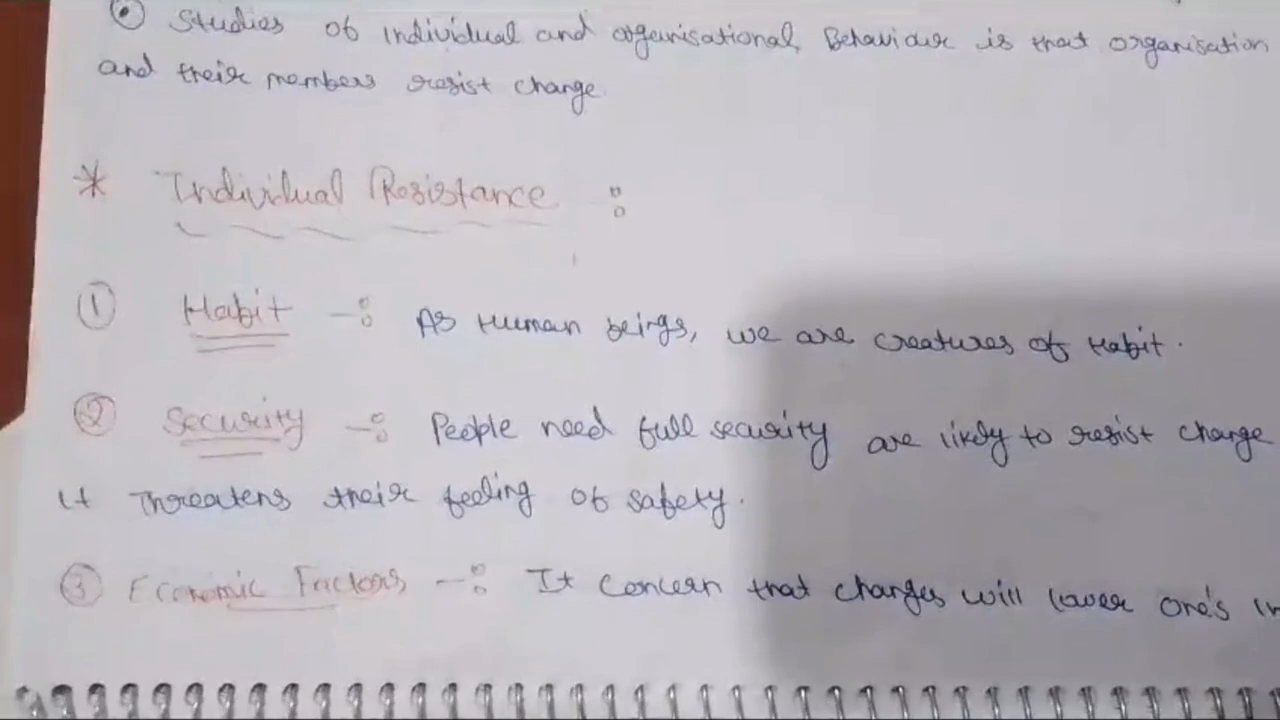 Studies of individual and organisational Behaviour is that organisation
and their members resist change
* Individual Resistance :
① Habit -: As Human beings, we are creatures of Habit.
② Security -: People need full security are likely to resist change
it Threatens their feeling of safety.
③ Economic Factors -: It Concern that changes will lower one's